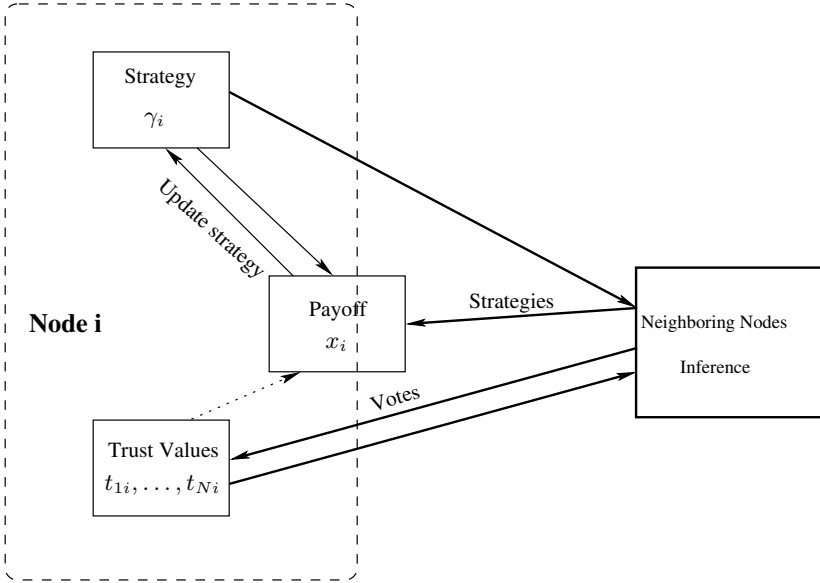 Strategy
γ_i
Update strategy
Payoff
x_i
Strategies
Neighboring Nodes
Inference
Node i
Votes
Trust Values
t_{1i}, . . . , t_{Ni}